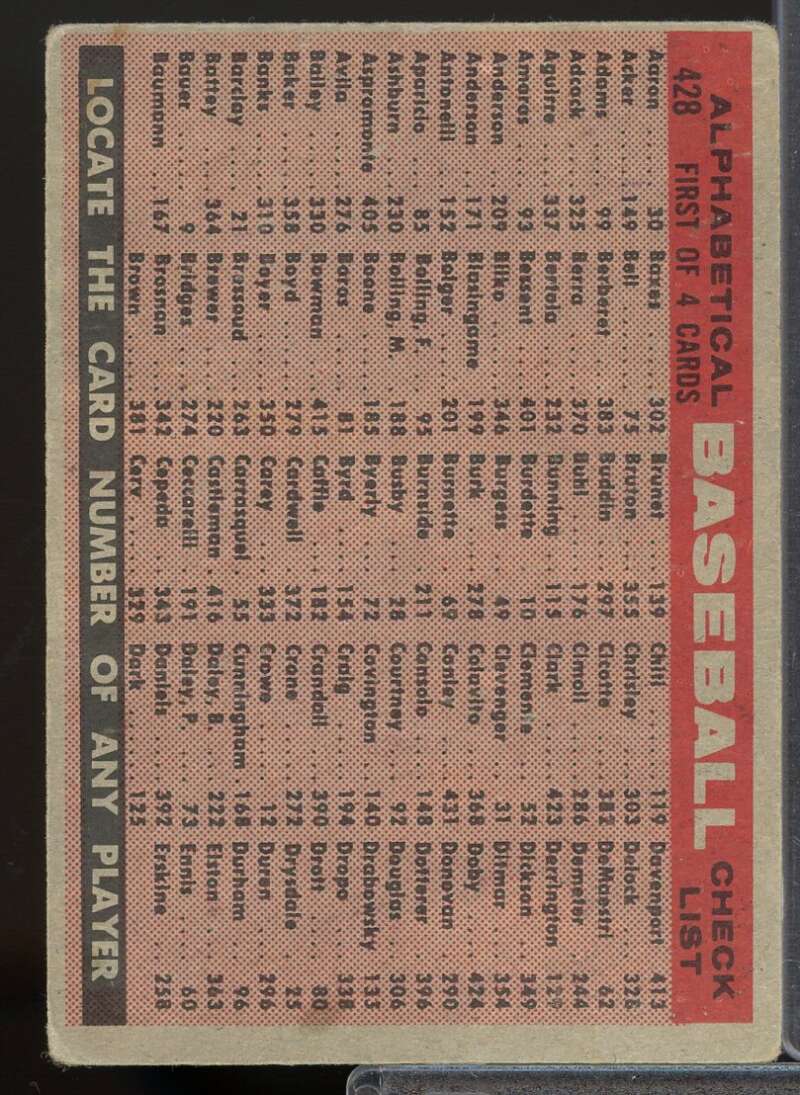 ALPHABETICAL BASEBALL CHECK LIST
428 FIRST OF 4 CARDS
Aaron ..... 30
Acker ..... 149
Adams ..... 99
Adcock ..... 325
Aguirre ..... 337
Amaros ..... 93
Anderson ..... 209
Anderson ..... 171
Antonelli ..... 152
Aparicio ..... 85
Ashburn ..... 230
Aspromonte .. 405
Avila ..... 276
Bailey ..... 330
Baker ..... 358
Banks ..... 310
Barclay ..... 21
Battey ..... 364
Bauer ..... 9
Baumann ..... 167
Baxes ..... 302
Bell ..... 75
Berberet ..... 383
Berra ..... 370
Bertoia ..... 232
Bessent ..... 401
Bilko ..... 346
Blasingame ... 199
Bolger ..... 201
Bolling, F. .... 95
Bolling, M. ... 188
Boone ..... 185
Boros ..... 81
Bowman ..... 415
Boyd ..... 279
Boyer ..... 350
Brassoud ..... 263
Brewer ..... 220
Bridges ..... 274
Brosnan ..... 342
Brown ..... 381
Brunet ..... 139
Bruton ..... 355
Buddin ..... 297
Buhl ..... 176
Bunning ..... 115
Burdette ..... 10
Burgess ..... 49
Burk ..... 278
Burnette ..... 69
Burnside ..... 211
Busby ..... 28
Byerly ..... 72
Byrd ..... 154
Caffie ..... 182
Cardwell ..... 372
Carey ..... 333
Carrasquel ... 55
Castleman .. 416
Ceccarelli ... 191
Cepeda ..... 343
Cerv ..... 329
Chiti ..... 119
Chrisley ..... 303
Cicotte ..... 382
Cimoli ..... 286
Clark ..... 423
Clemente ..... 52
Clevenger ..... 31
Colavito ..... 368
Conley ..... 431
Consolo ..... 148
Courtney ..... 92
Covington .... 140
Craig ..... 194
Crandall ..... 390
Crone ..... 272
Crowe ..... 12
Cunningham .. 168
Daley, B. .... 222
Daley, P. .... 73
Daniels ..... 392
Dark ..... 125
Davenport .. 413
Delock ..... 328
DeMaestri ... 62
Demeter ..... 244
Derrington ... 129
Dickson ..... 349
Ditmar ..... 354
Doby ..... 424
Donovan ..... 290
Dotterer ..... 396
Douglas ..... 306
Drabowsky .. 135
Dropo ..... 338
Drott ..... 80
Drysdale ..... 25
Duren ..... 296
Durham ..... 96
Elston ..... 363
Ennis ..... 60
Erskine ..... 258
LOCATE THE CARD NUMBER OF ANY PLAYER